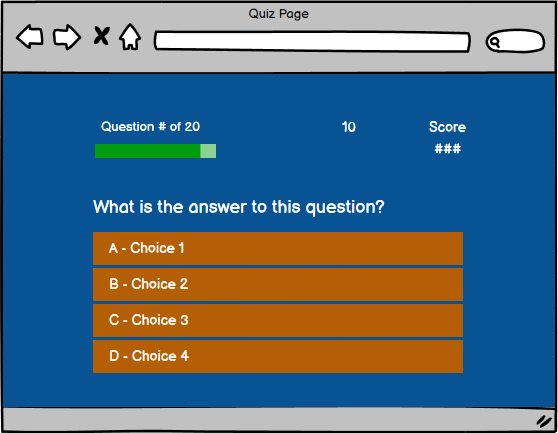 Quiz Page
Question # of 20
10
Score
###
What is the answer to this question?
A - Choice 1
B - Choice 2
C - Choice 3
D - Choice 4